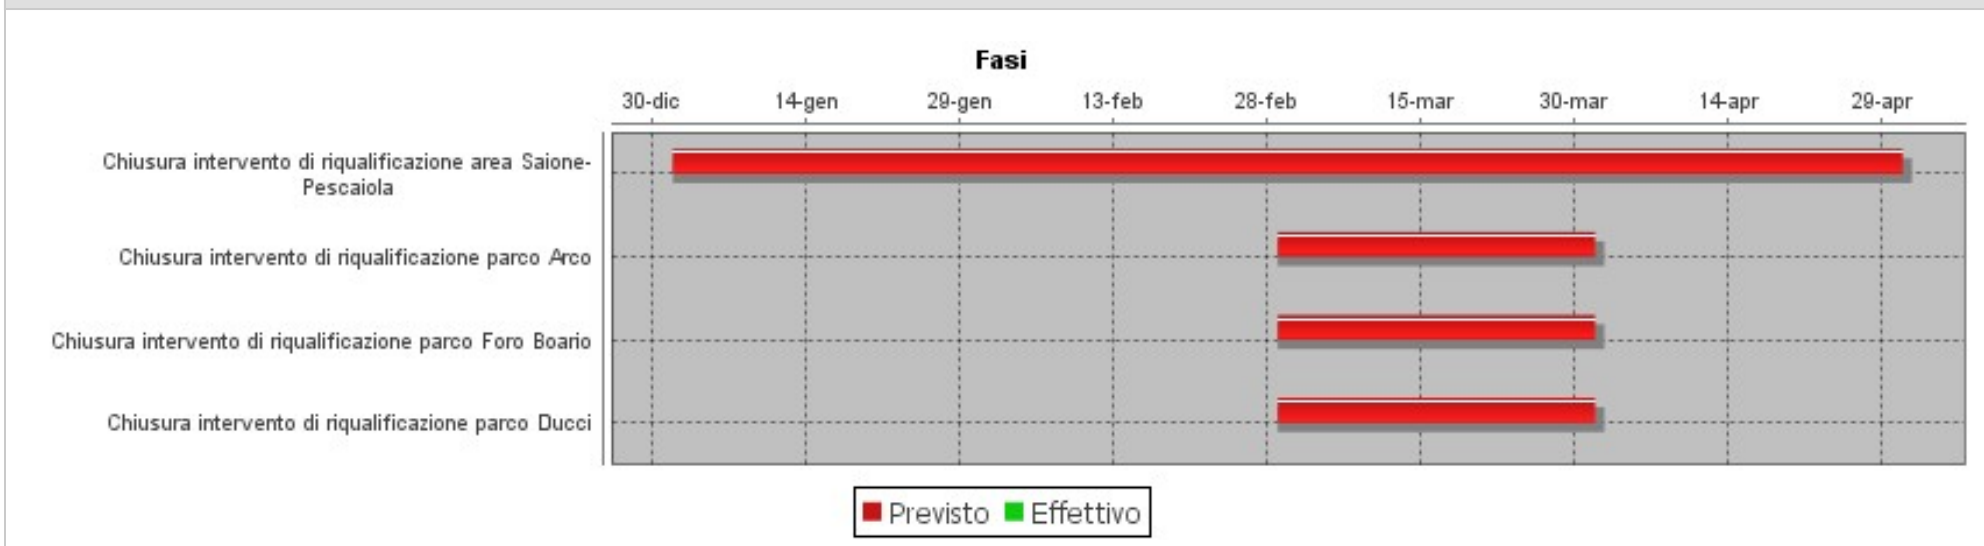 Fasi
30-dic 14-gen 29-gen 13-feb 28-feb 15-mar 30-mar 14-apr 29-apr
Chiusura intervento di riqualificazione area Saione-
Pescaiola
Chiusura intervento di riqualificazione parco Arco
Chiusura intervento di riqualificazione parco Foro Boario
Chiusura intervento di riqualificazione parco Ducci
Previsto Effettivo